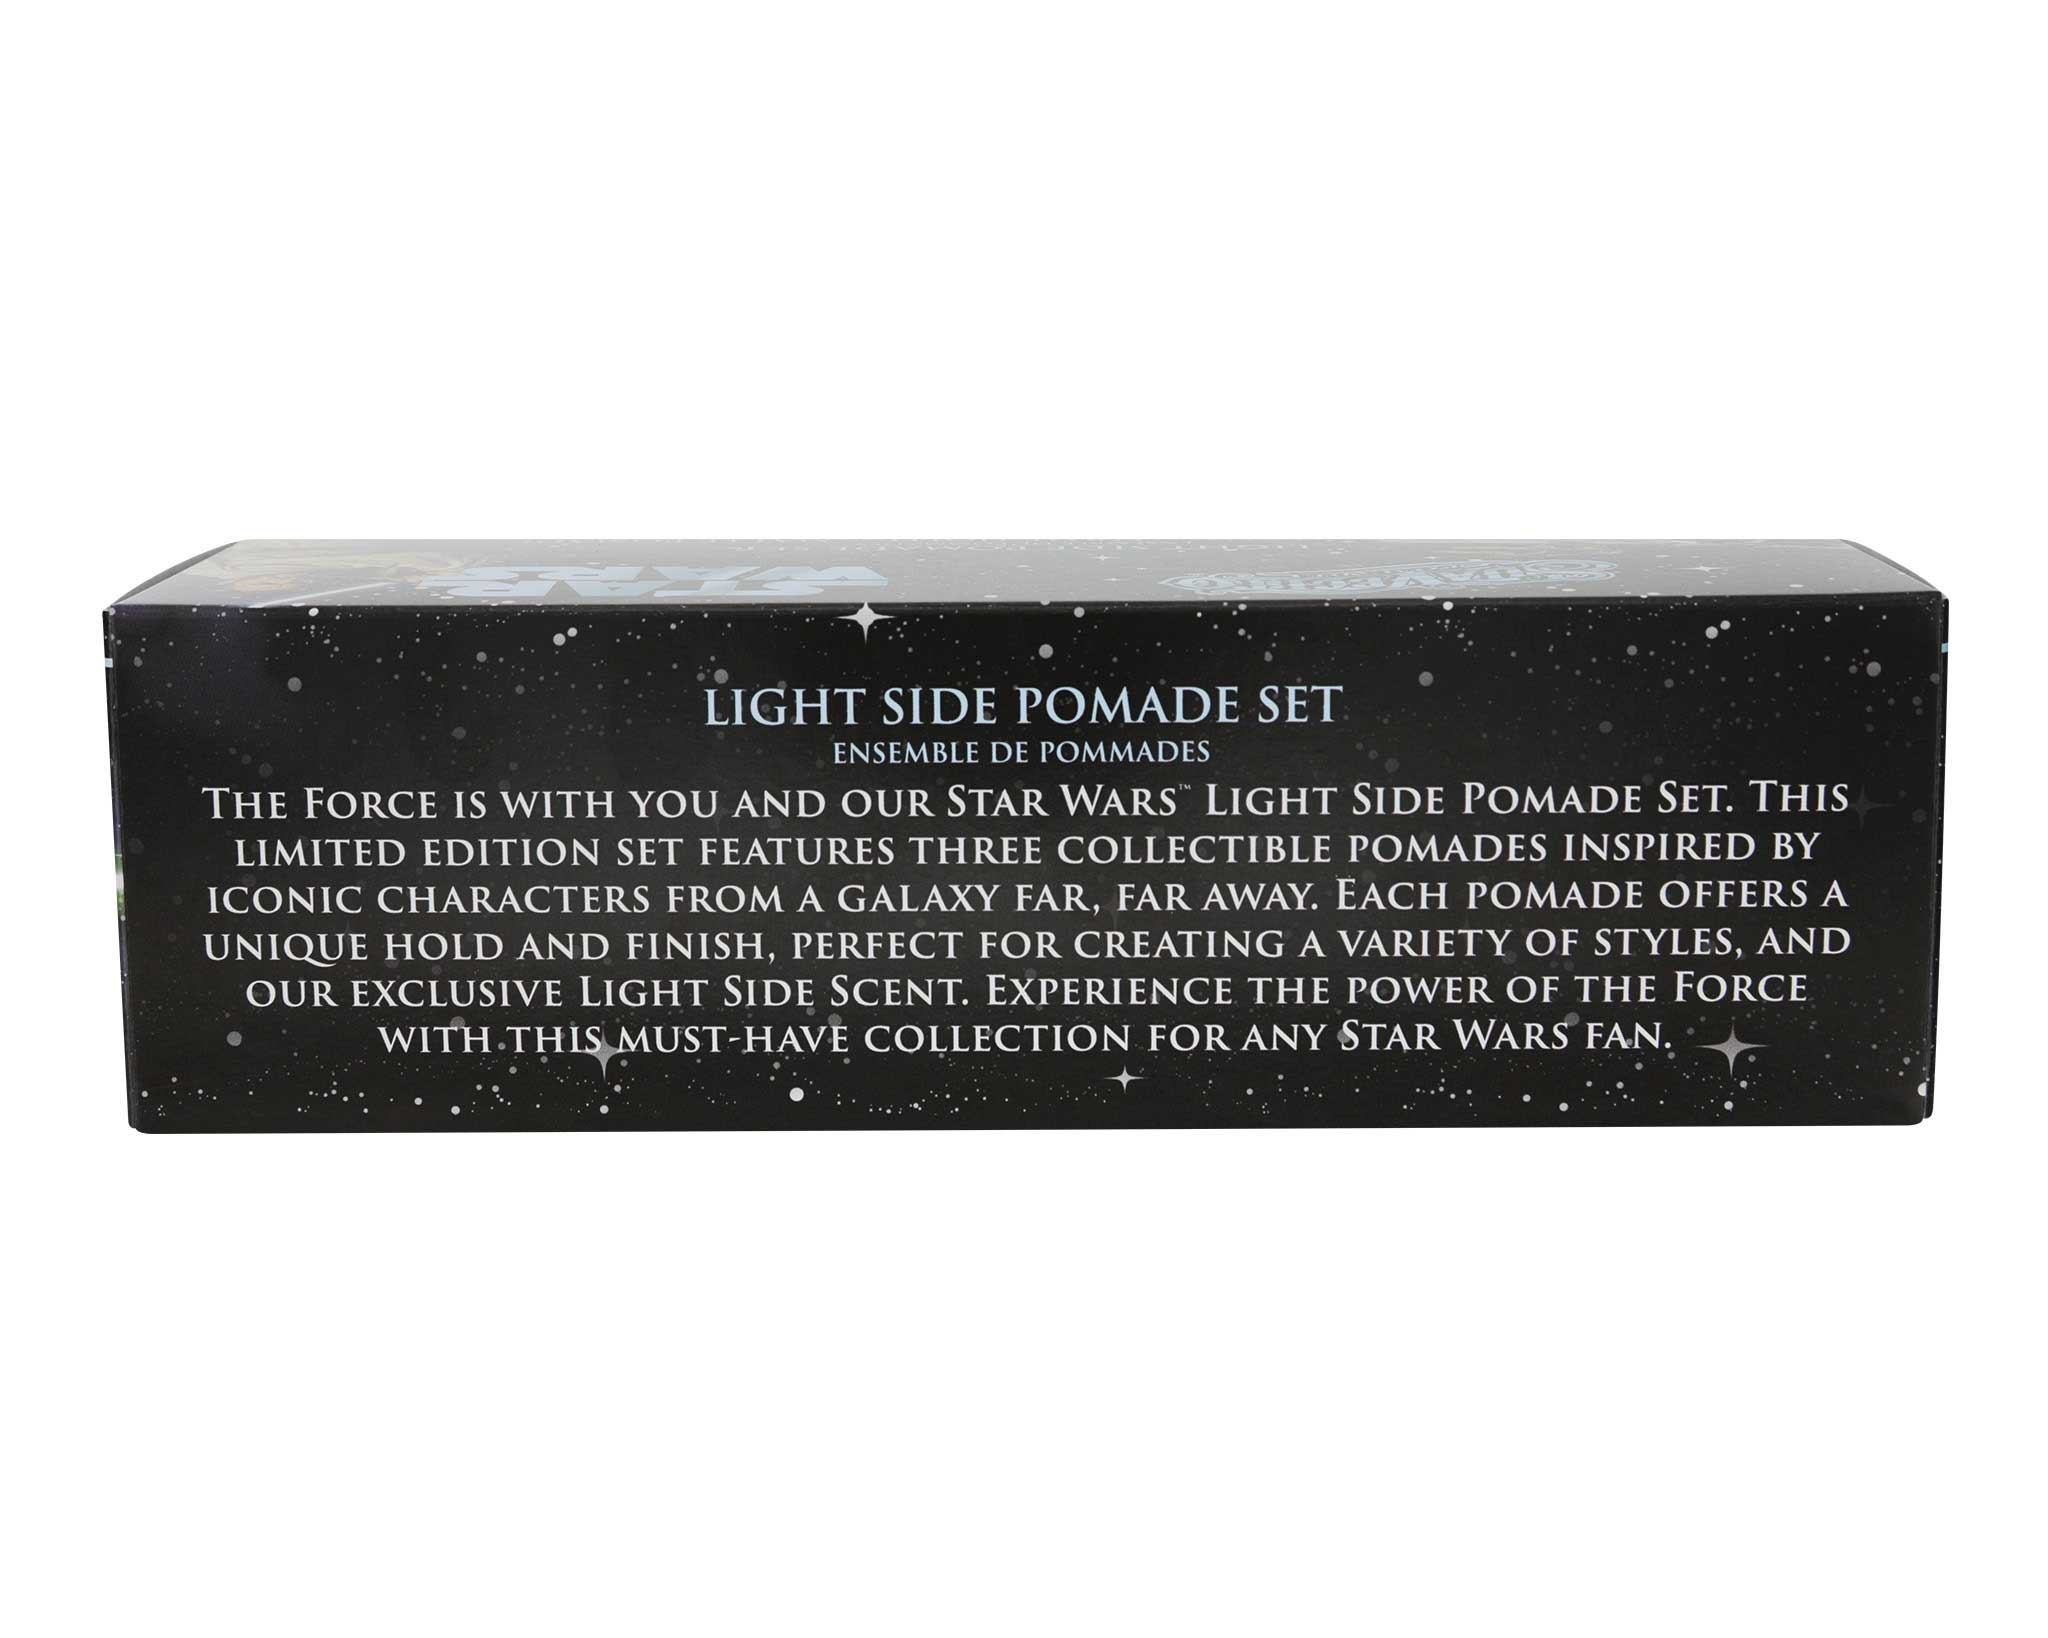 STAR
WARS
LIGHT SIDE POMADE SET
ENSEMBLE DE POMMADES
THE FORCE IS WITH YOU AND OUR STAR WARS™ LIGHT SIDE POMADE SET. THIS
LIMITED EDITION SET FEATURES THREE COLLECTIBLE POMADES INSPIRED BY
ICONIC CHARACTERS FROM A GALAXY FAR, FAR AWAY. EACH POMADE OFFERS A
UNIQUE HOLD AND FINISH, PERFECT FOR CREATING A VARIETY OF STYLES, AND
OUR EXCLUSIVE LIGHT SIDE SCENT. EXPERIENCE THE POWER OF THE FORCE
WITH THIS MUST-HAVE COLLECTION FOR ANY STAR WARS FAN.